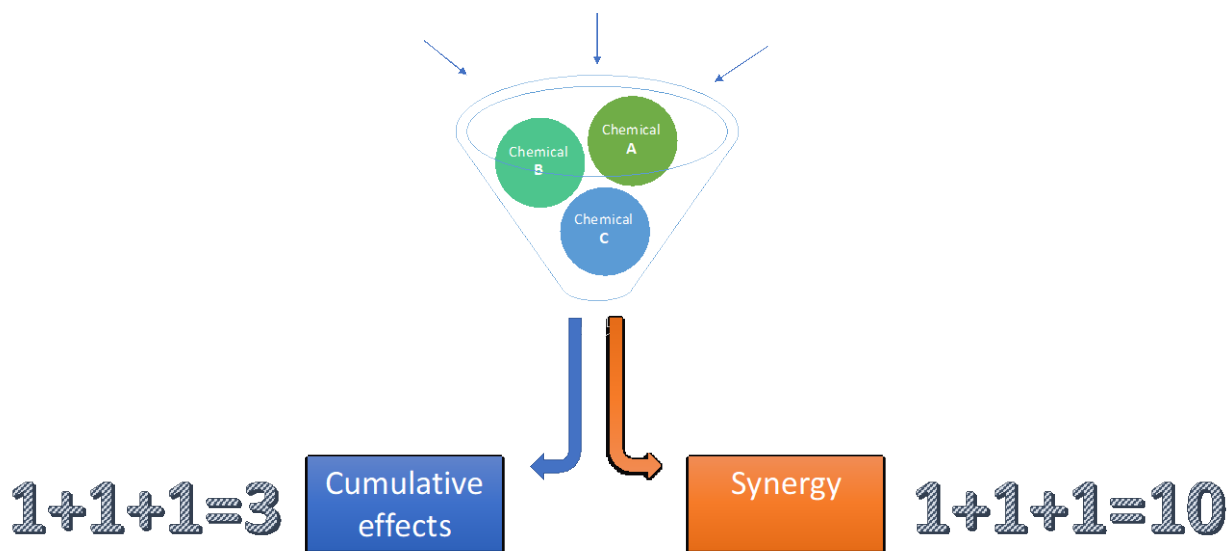 Chemical
A
Chemical
B
Chemical
C
1+1+1=3
Cumulative
effects
Synergy
1+1+1=10